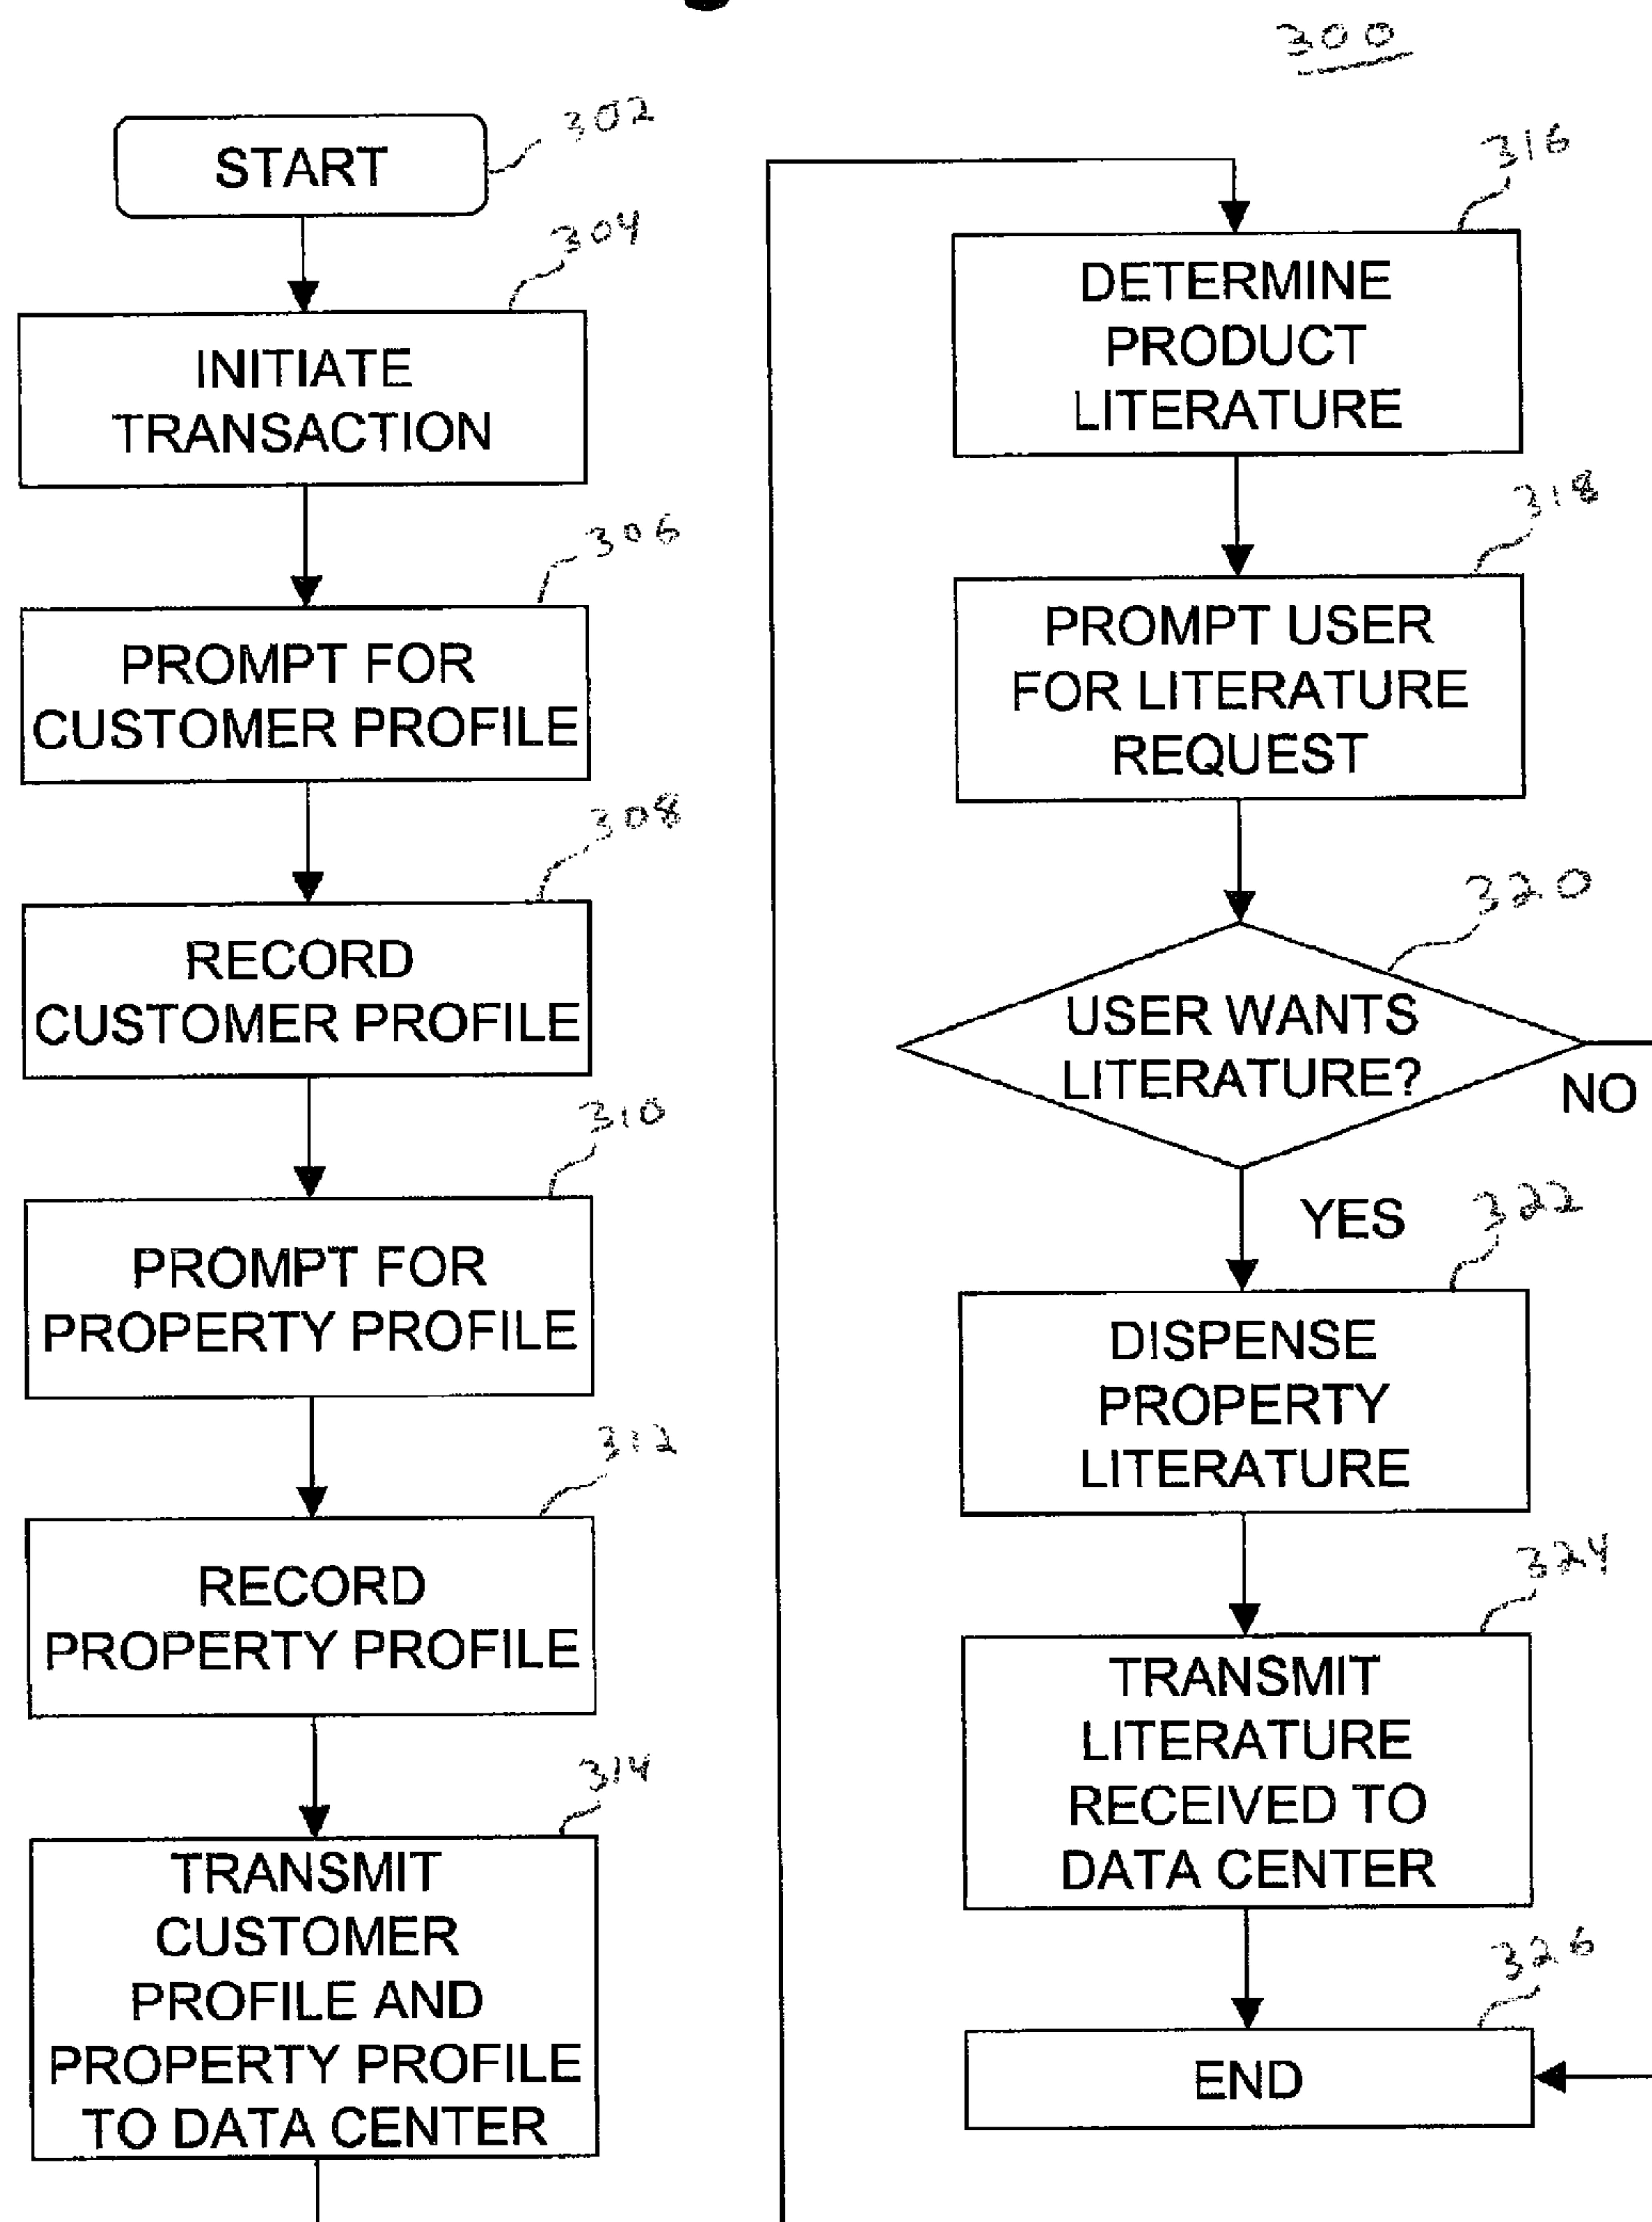 300
START
302
304
INITIATE
TRANSACTION
306
PROMPT FOR
CUSTOMER PROFILE
308
RECORD
CUSTOMER PROFILE
310
PROMPT FOR
PROPERTY PROFILE
312
RECORD
PROPERTY PROFILE
314
TRANSMIT
CUSTOMER
PROFILE AND
PROPERTY PROFILE
TO DATA CENTER
316
DETERMINE
PRODUCT
LITERATURE
318
PROMPT USER
FOR LITERATURE
REQUEST
320
USER WANTS
LITERATURE?
NO
YES
322
DISPENSE
PROPERTY
LITERATURE
324
TRANSMIT
LITERATURE
RECEIVED TO
DATA CENTER
326
END